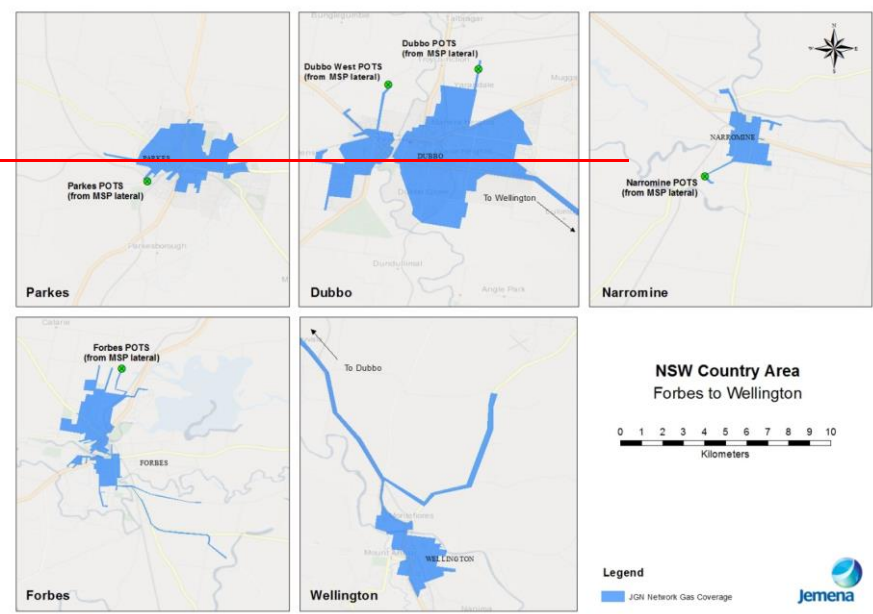 PARKES
Parkes POTS
(from MSP lateral)
Parkes
Dubbo West POTS
(from MSP lateral)
Dubbo POTS
(from MSP lateral)
DUBBO
To Wellington
Angle Park
Dubbo
N
NARROMINE
Narromine POTS
(from MSP lateral)
Narromine
Forbes POTS
(from MSP lateral)
FORBES
Forbes
To Dubbo
WELLINGTON
Wellington
NSW Country Area
Forbes to Wellington
0 1 2 3 4 5 6 7 8 9 10
Kilometers
Legend
JGN Network Gas Coverage
Jemena